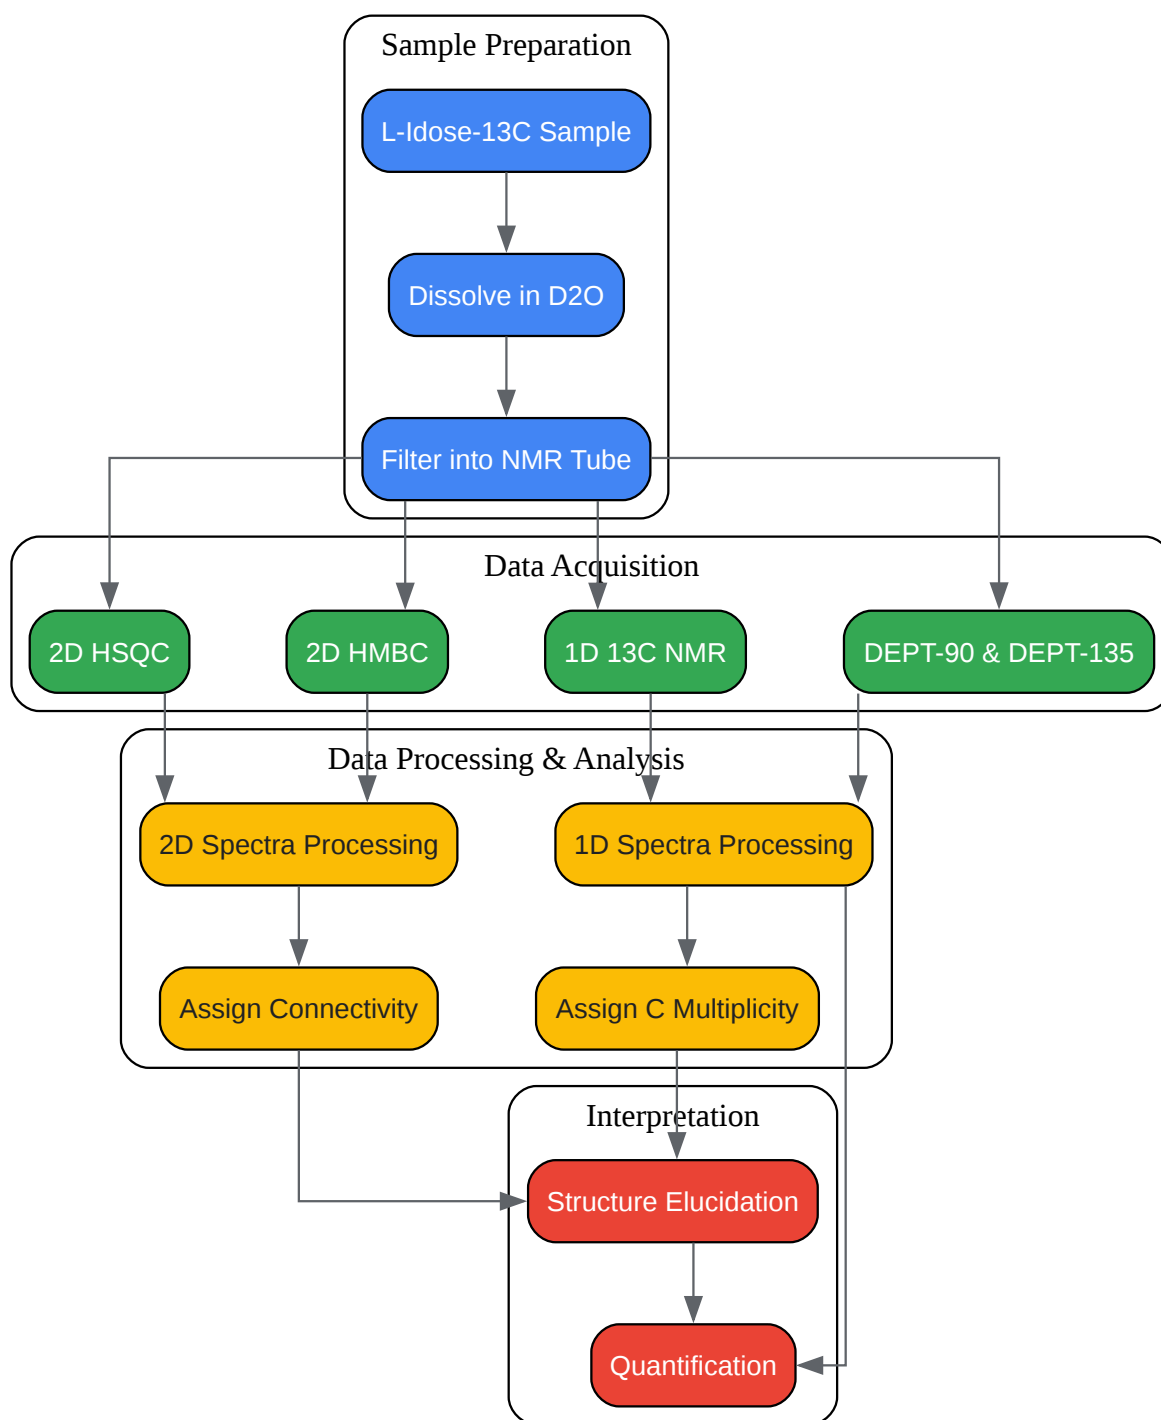 Sample Preparation
L-Idose-13C Sample
Dissolve in D2O
Filter into NMR Tube
Data Acquisition
2D HSQC
2D HMBC
1D 13C NMR
DEPT-90 & DEPT-135
Data Processing & Analysis
2D Spectra Processing
1D Spectra Processing
Assign Connectivity
Assign C Multiplicity
Interpretation
Structure Elucidation
Quantification